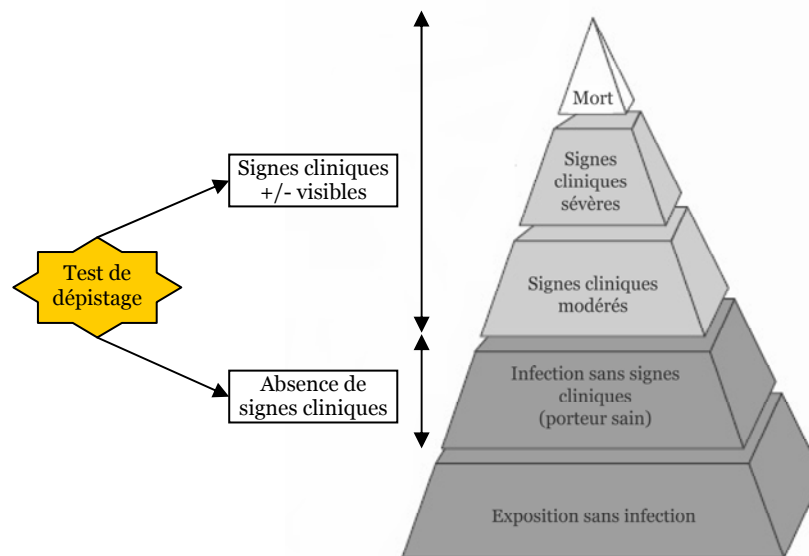 Mort
Signes
cliniques
sévères
Signes cliniques
+/- visibles
Test de
dépistage
Signes cliniques
modérés
Absence de
signes cliniques
Infection sans signes
cliniques
(porteur sain)
Exposition sans infection